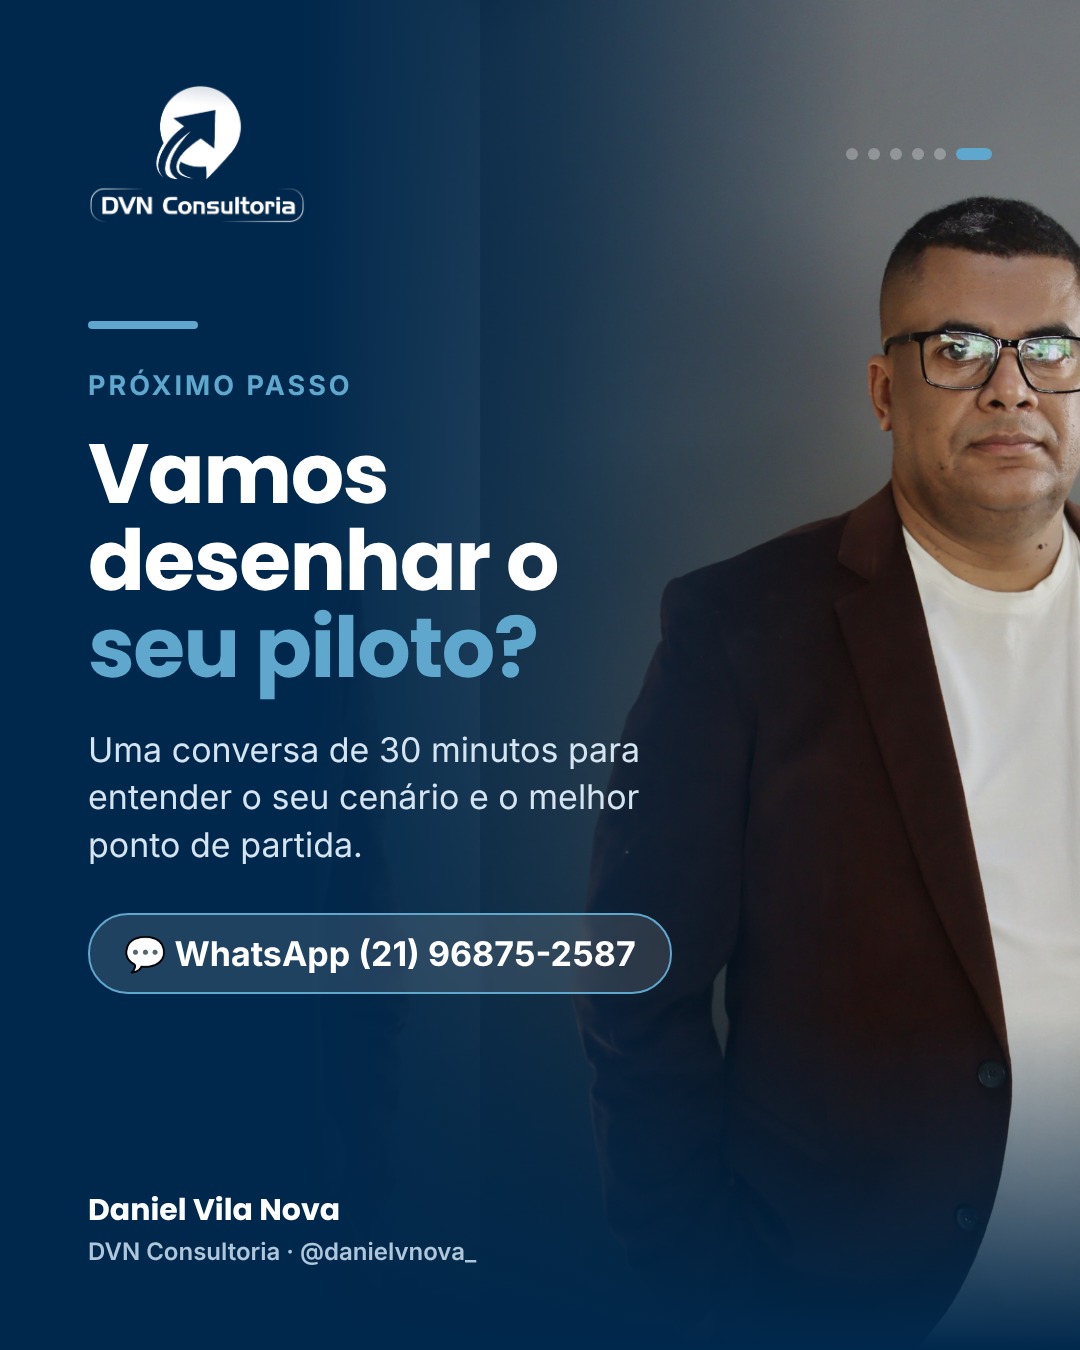 DVN Consultoria
PRÓXIMO PASSO
Vamos
desenhar o
seu piloto?
Uma conversa de 30 minutos para
entender o seu cenário e o melhor
ponto de partida.
💬 WhatsApp (21) 96875-2587
Daniel Vila Nova
DVN Consultoria · @danielvnova_